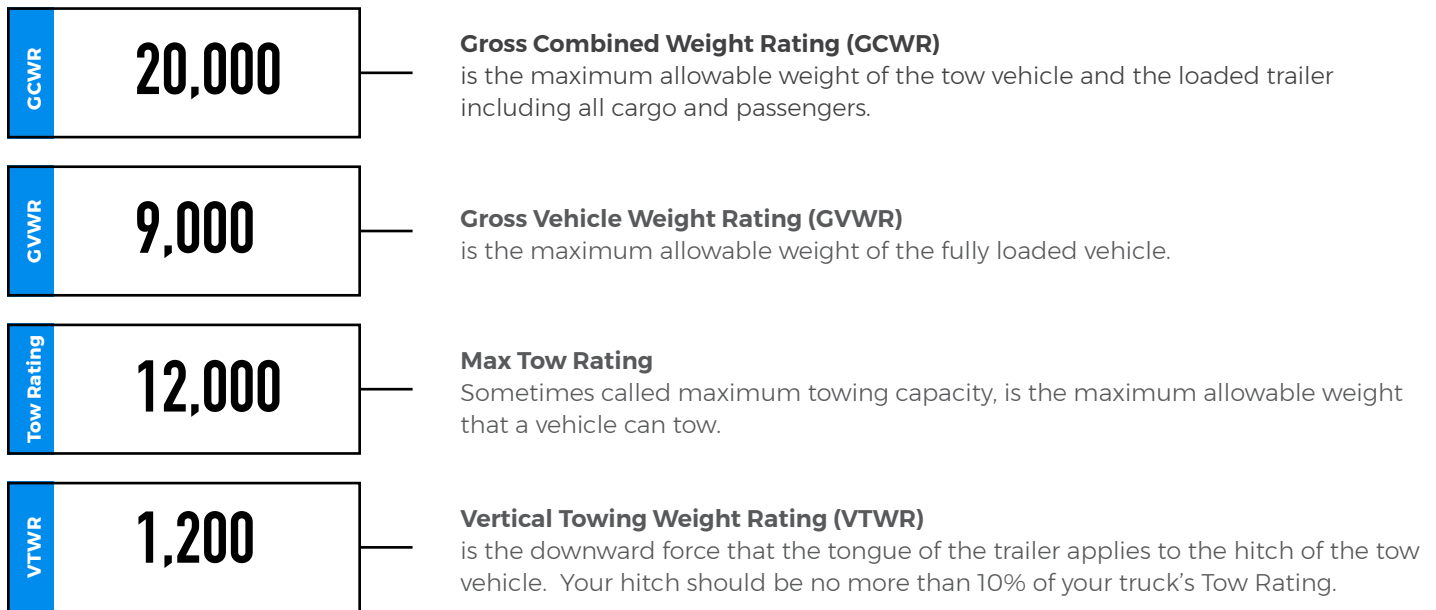 GCWR
20,000
Gross Combined Weight Rating (GCWR)
is the maximum allowable weight of the tow vehicle and the loaded trailer
including all cargo and passengers.
GVWR
9,000
Gross Vehicle Weight Rating (GVWR)
is the maximum allowable weight of the fully loaded vehicle.
Tow Rating
12,000
Max Tow Rating
Sometimes called maximum towing capacity, is the maximum allowable weight
that a vehicle can tow.
VTWR
1,200
Vertical Towing Weight Rating (VTWR)
is the downward force that the tongue of the trailer applies to the hitch of the tow
vehicle.  Your hitch should be no more than 10% of your truck's Tow Rating.